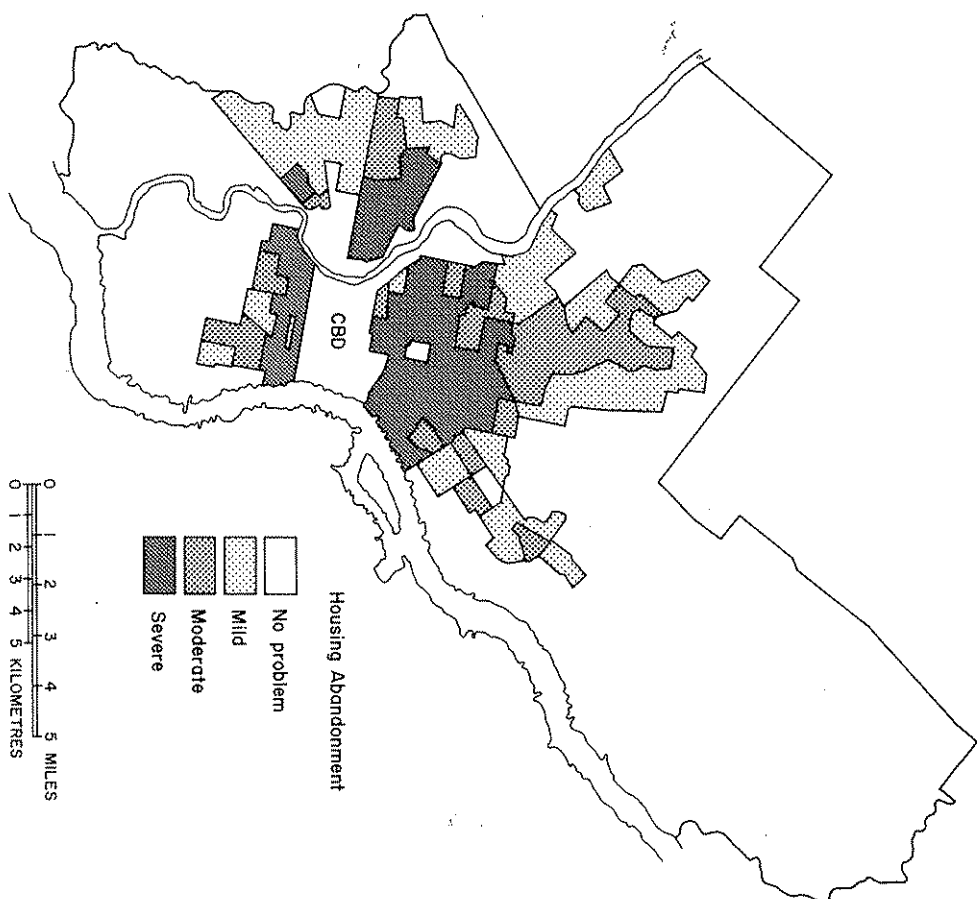 CBD
Housing Abandonment
No problem
Mild
Moderate
Severe
0 1 2 3 4 5 MILES
0 1 2 3 4 5 KILOMETRES